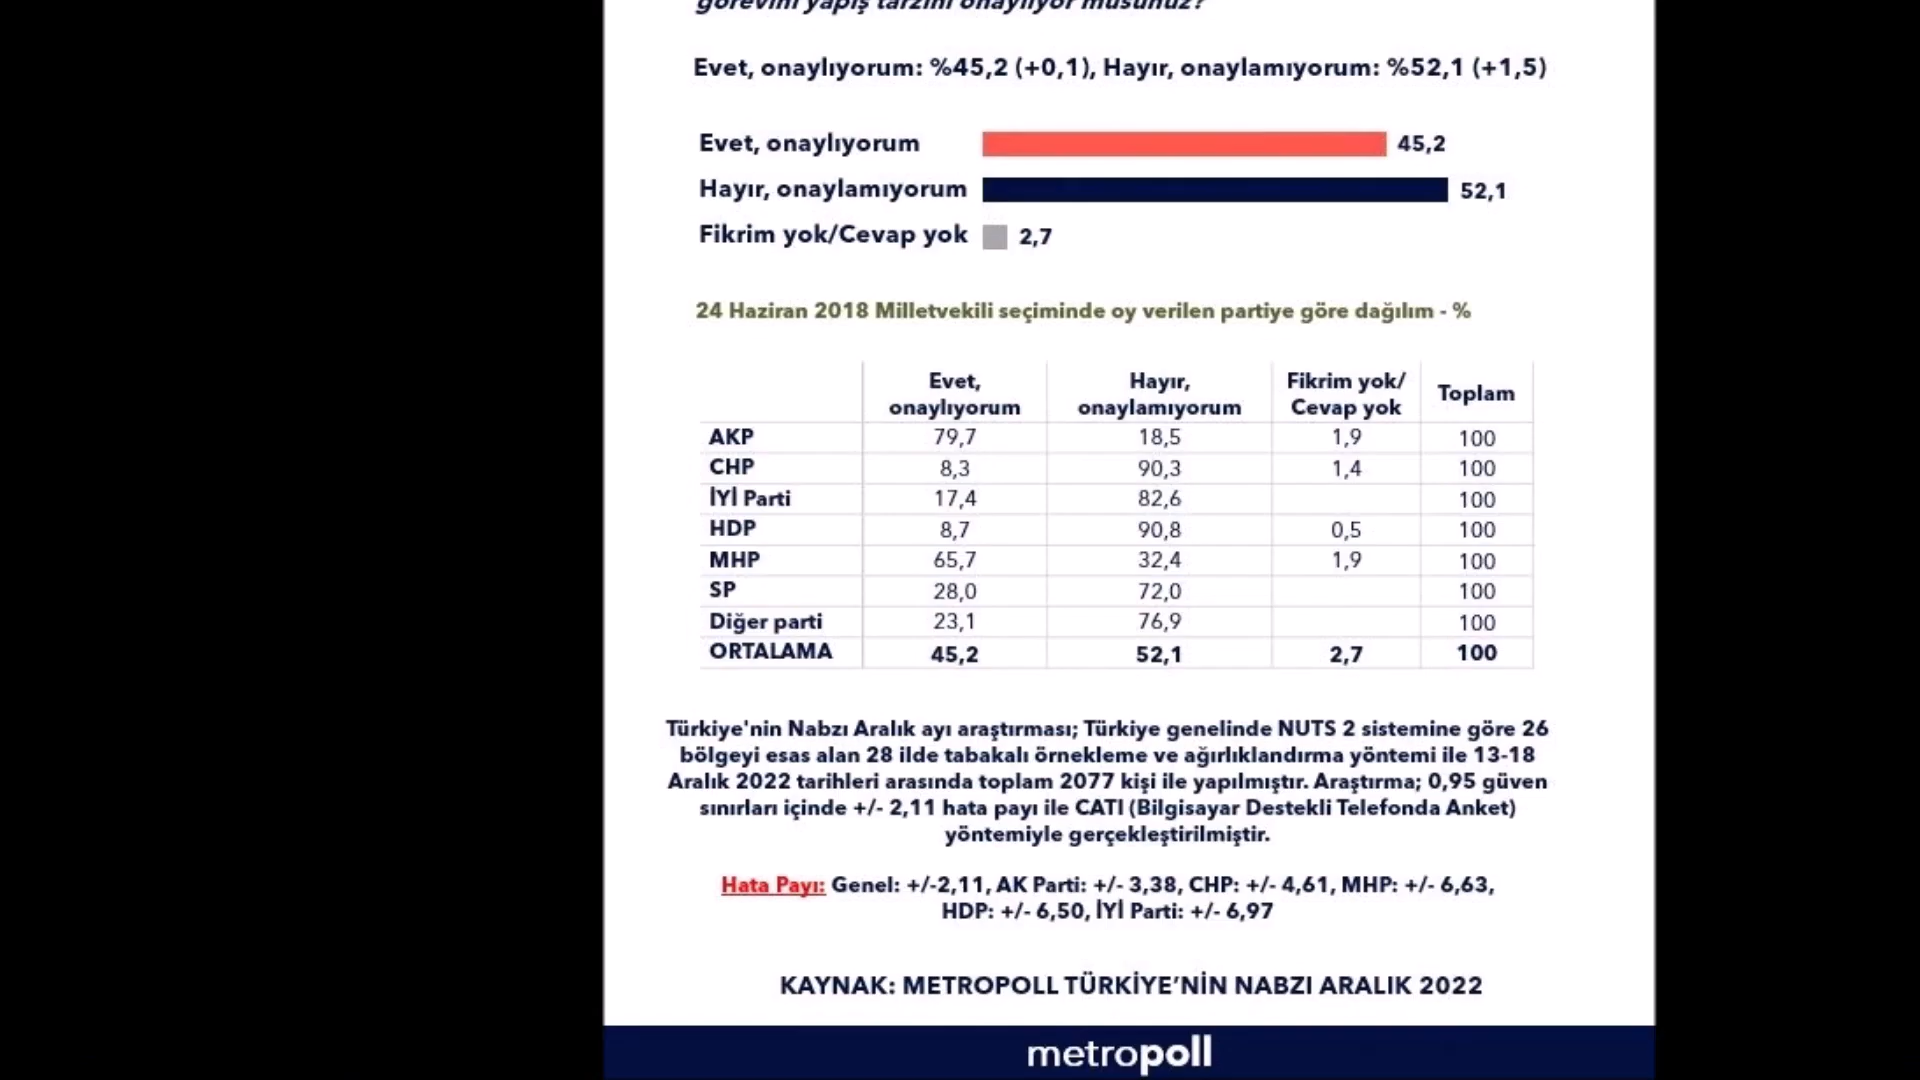 görevini yapış tarzını onaylıyor musunuz?
Evet, onaylıyorum: %45,2 (+0,1), Hayır, onaylamıyorum: %52,1 (+1,5)
Evet, onaylıyorum 45,2
Hayır, onaylamıyorum 52,1
Fikrim yok/Cevap yok 2,7
24 Haziran 2018 Milletvekili seçiminde oy verilen partiye göre dağılım - %
Evet, onaylıyorum Hayır, onaylamıyorum Fikrim yok/ Cevap yok Toplam
AKP 79,7 18,5 1,9 100
CHP 8,3 90,3 1,4 100
İYİ Parti 17,4 82,6 100
HDP 8,7 90,8 0,5 100
MHP 65,7 32,4 1,9 100
SP 28,0 72,0 100
Diğer parti 23,1 76,9 100
ORTALAMA 45,2 52,1 2,7 100
Türkiye'nin Nabzı Aralık ayı araştırması; Türkiye genelinde NUTS 2 sistemine göre 26
bölgeyi esas alan 28 ilde tabakalı örnekleme ve ağırlıklandırma yöntemi ile 13-18
Aralık 2022 tarihleri arasında toplam 2077 kişi ile yapılmıştır. Araştırma; 0,95 güven
sınırları içinde +/- 2,11 hata payı ile CATI (Bilgisayar Destekli Telefonda Anket)
yöntemiyle gerçekleştirilmiştir.
Hata Payı: Genel: +/-2,11, AK Parti: +/- 3,38, CHP: +/- 4,61, MHP: +/- 6,63,
HDP: +/- 6,50, İYİ Parti: +/- 6,97
KAYNAK: METROPOLL TÜRKİYE’NİN NABZI ARALIK 2022
metropoll